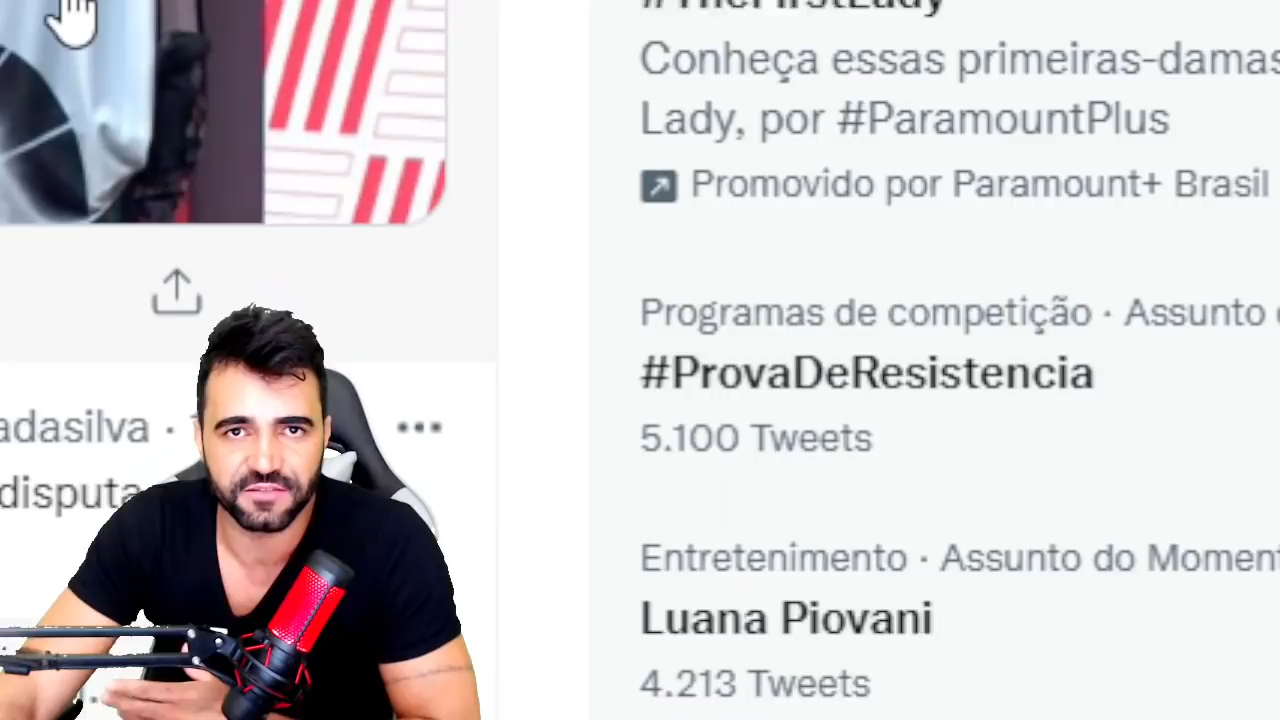 #TheFirstLady
Conheça essas primeiras-damas
Lady, por #ParamountPlus
Promovido por Paramount+ Brasil
Programas de competição · Assunto
#ProvaDeResistencia
5.100 Tweets
Entretenimento · Assunto do Moment
Luana Piovani
4.213 Tweets
adasilva ·
disputa